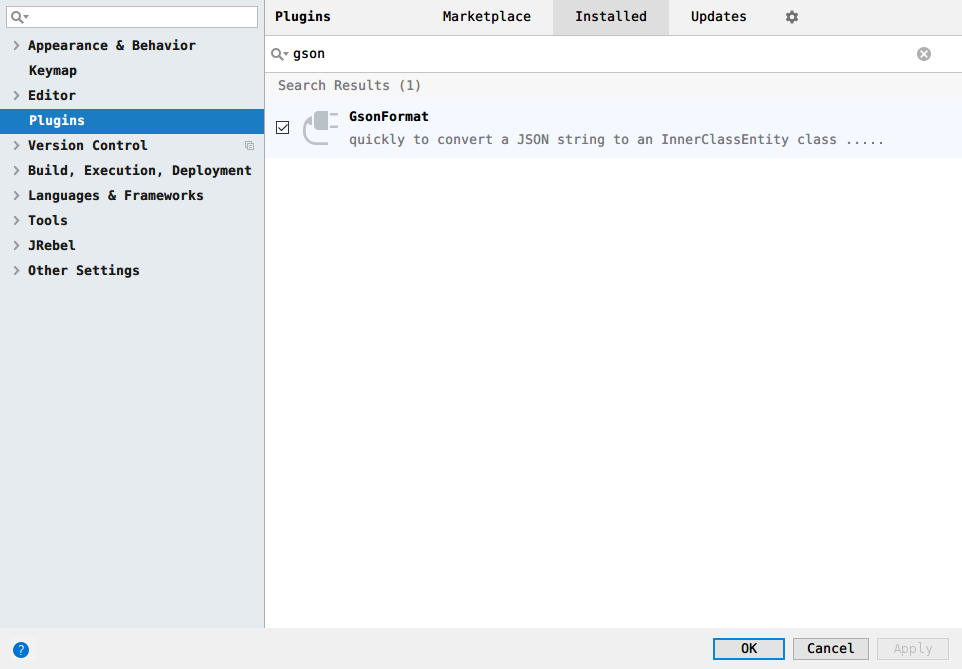 Plugins
Marketplace
Installed
Updates
gson
Search Results (1)
GsonFormat
quickly to convert a JSON string to an InnerClassEntity class .....
Appearance & Behavior
Keymap
Editor
Plugins
Version Control
Build, Execution, Deployment
Languages & Frameworks
Tools
JRebel
Other Settings
?
OK
Cancel
Apply